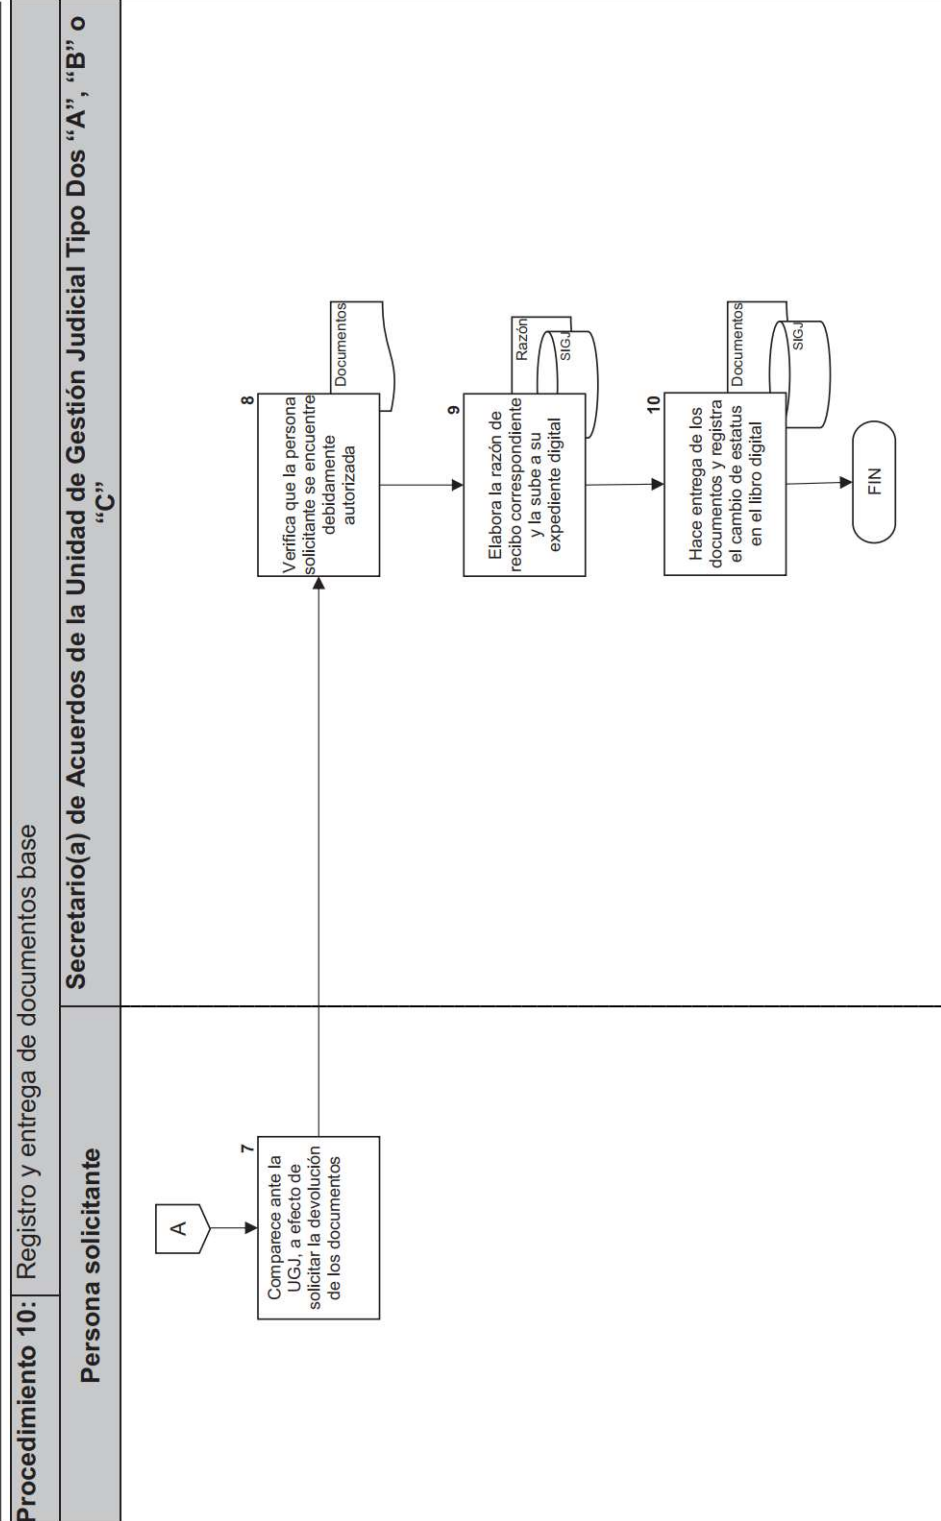 Procedimiento 10: Registro y entrega de documentos base
Persona solicitante
Secretario(a) de Acuerdos de la Unidad de Gestión Judicial Tipo Dos “A”, “B” o
“C”
A
7
Comparece ante la
UGJ, a efecto de
solicitar la devolución
de los documentos
8
Verifica que la persona
solicitante se encuentre
debidamente
autorizada
Documentos
9
Elabora la razón de
recibo correspondiente
y la sube a su
expediente digital
Razón
SIGJ
10
Hace entrega de los
documentos y registra
el cambio de estatus
en el libro digital
Documentos
SIGJ
FIN